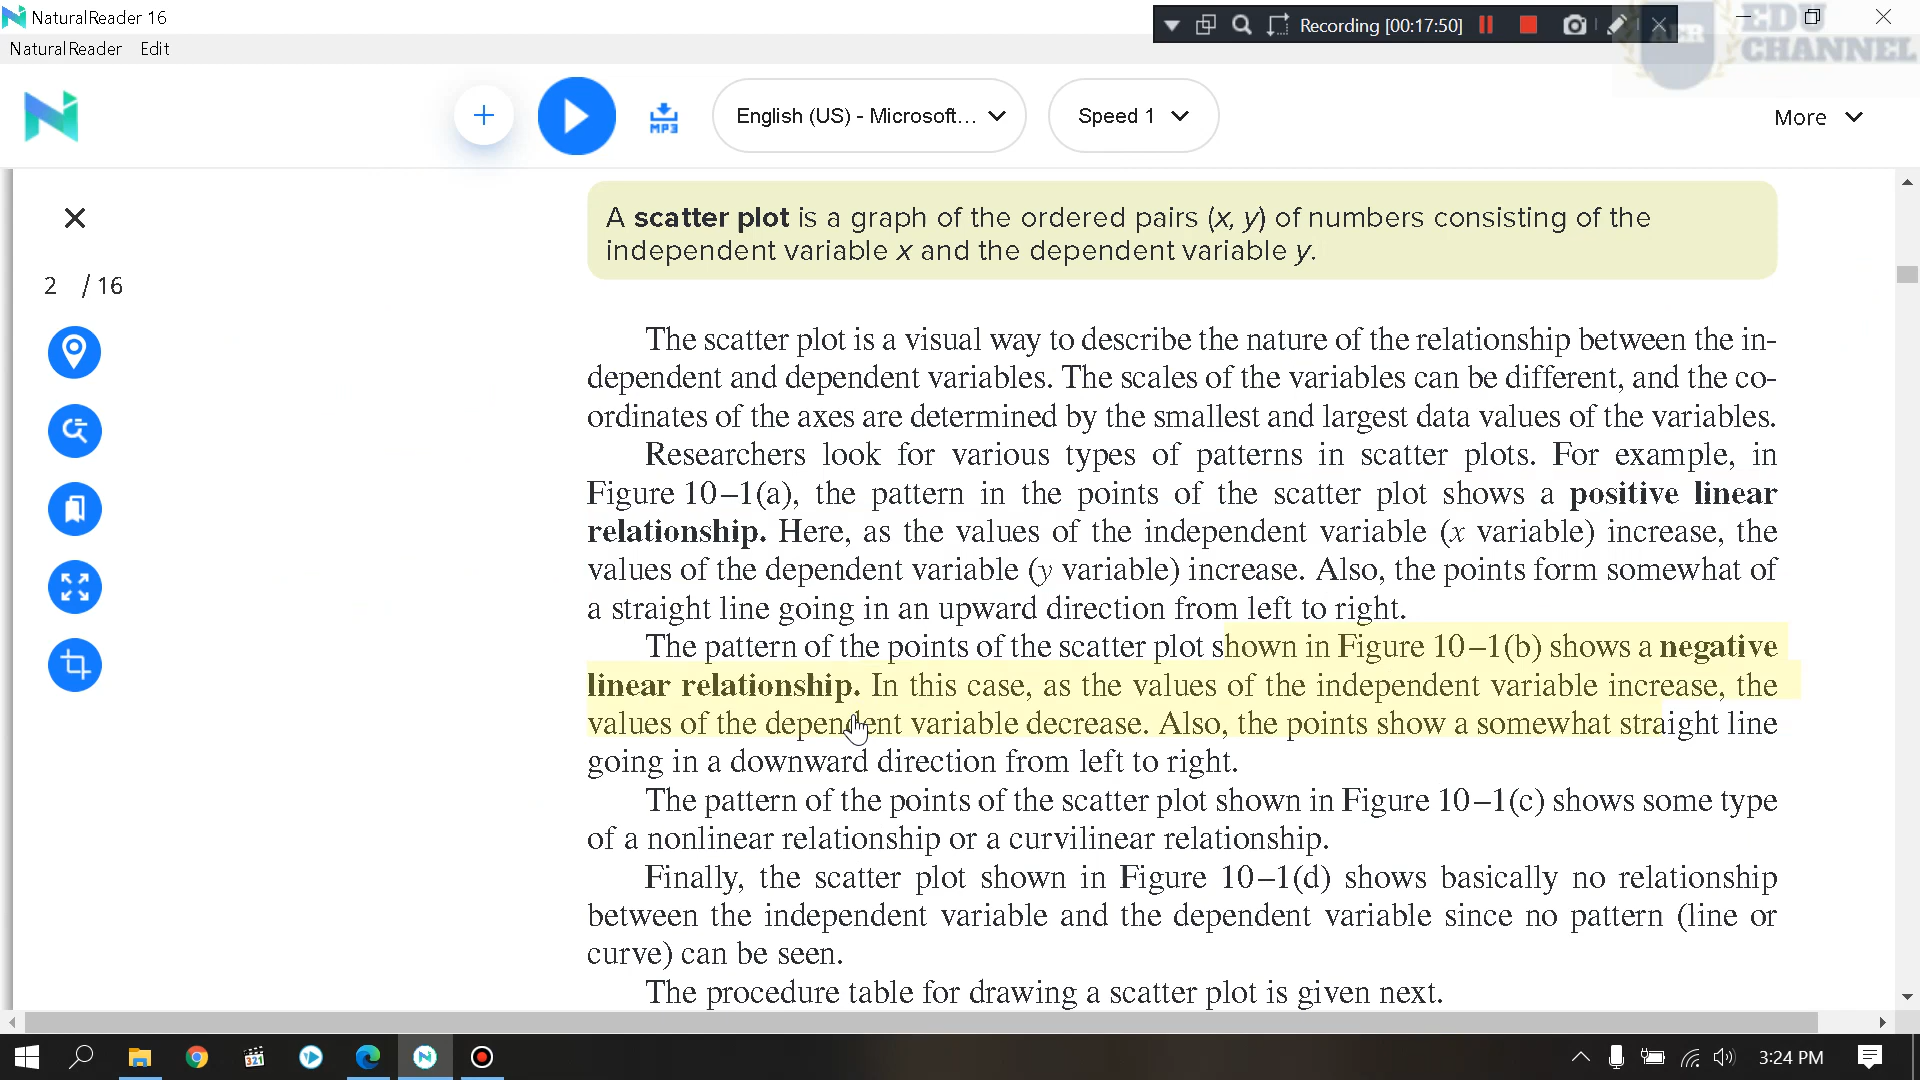 NaturalReader 16
Recording [00:17:50]
AER
EDU
CHANNEL
NaturalReader Edit
MP3
English (US) - Microsoft...
Speed 1
More
2 / 16
A scatter plot is a graph of the ordered pairs (x, y) of numbers consisting of the
independent variable x and the dependent variable y.
The scatter plot is a visual way to describe the nature of the relationship between the in-
dependent and dependent variables. The scales of the variables can be different, and the co-
ordinates of the axes are determined by the smallest and largest data values of the variables.
Researchers look for various types of patterns in scatter plots. For example, in
Figure 10–1(a), the pattern in the points of the scatter plot shows a positive linear
relationship. Here, as the values of the independent variable (x variable) increase, the
values of the dependent variable (y variable) increase. Also, the points form somewhat of
a straight line going in an upward direction from left to right.
The pattern of the points of the scatter plot shown in Figure 10–1(b) shows a negative
linear relationship. In this case, as the values of the independent variable increase, the
values of the dependent variable decrease. Also, the points show a somewhat straight line
going in a downward direction from left to right.
The pattern of the points of the scatter plot shown in Figure 10–1(c) shows some type
of a nonlinear relationship or a curvilinear relationship.
Finally, the scatter plot shown in Figure 10–1(d) shows basically no relationship
between the independent variable and the dependent variable since no pattern (line or
curve) can be seen.
The procedure table for drawing a scatter plot is given next.
321
3:24 PM